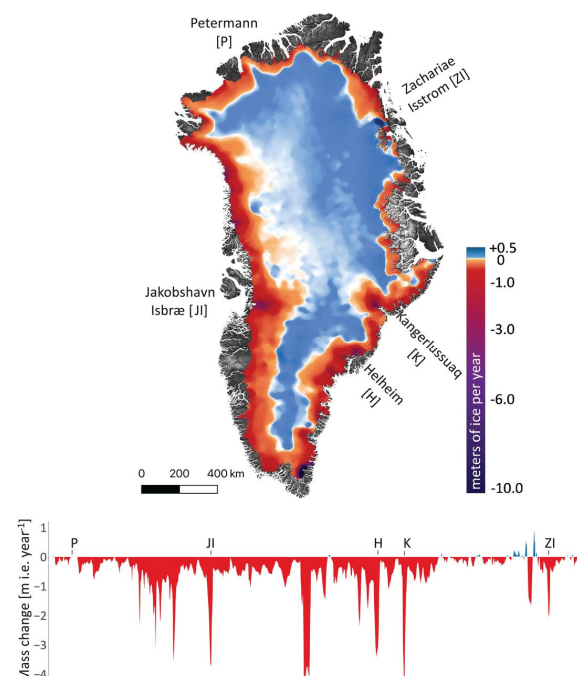 Petermann
[P]
Zachariae
Isstrom [ZI]
Jakobshavn
Isbræ [JI]
Kangerlussuaq
[K]
Helheim
[H]
+0.5
0
-1.0
-3.0
-6.0
-10.0
meters of ice per year
0 200 400 km
P JI H K ZI
1
0
−1
−2
−3
−4
Mass change [m i.e. year-1]